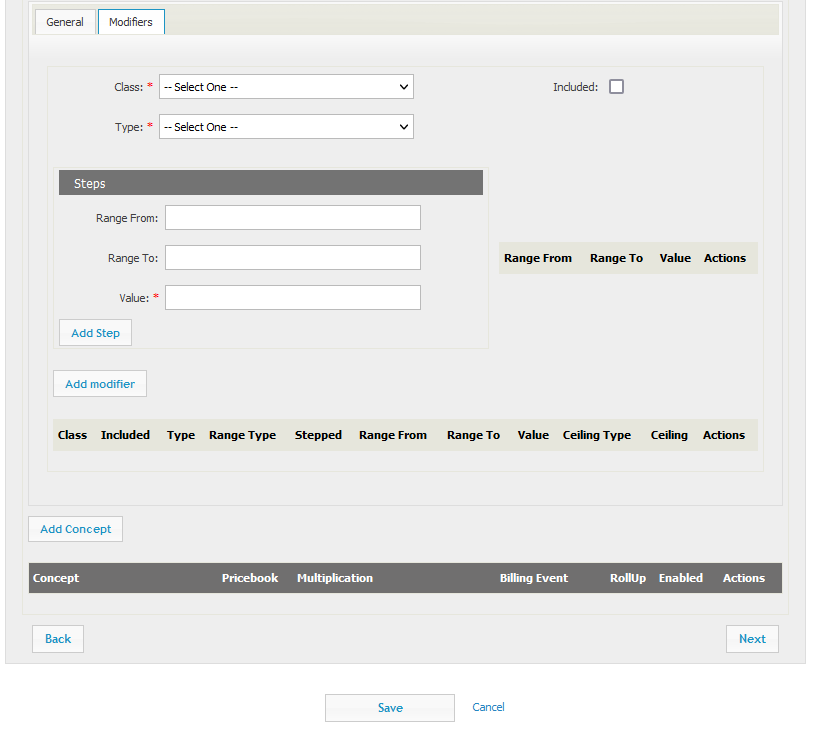 General Modifiers
Class: * -- Select One -- Included:
Type: * -- Select One --
Steps
Range From:
Range To:
Range From Range To Value Actions
Value: *
Add Step
Add modifier
Class Included Type Range Type Stepped Range From Range To Value Ceiling Type Ceiling Actions
Add Concept
Concept Pricebook Multiplication Billing Event RollUp Enabled Actions
Back Next
Save Cancel